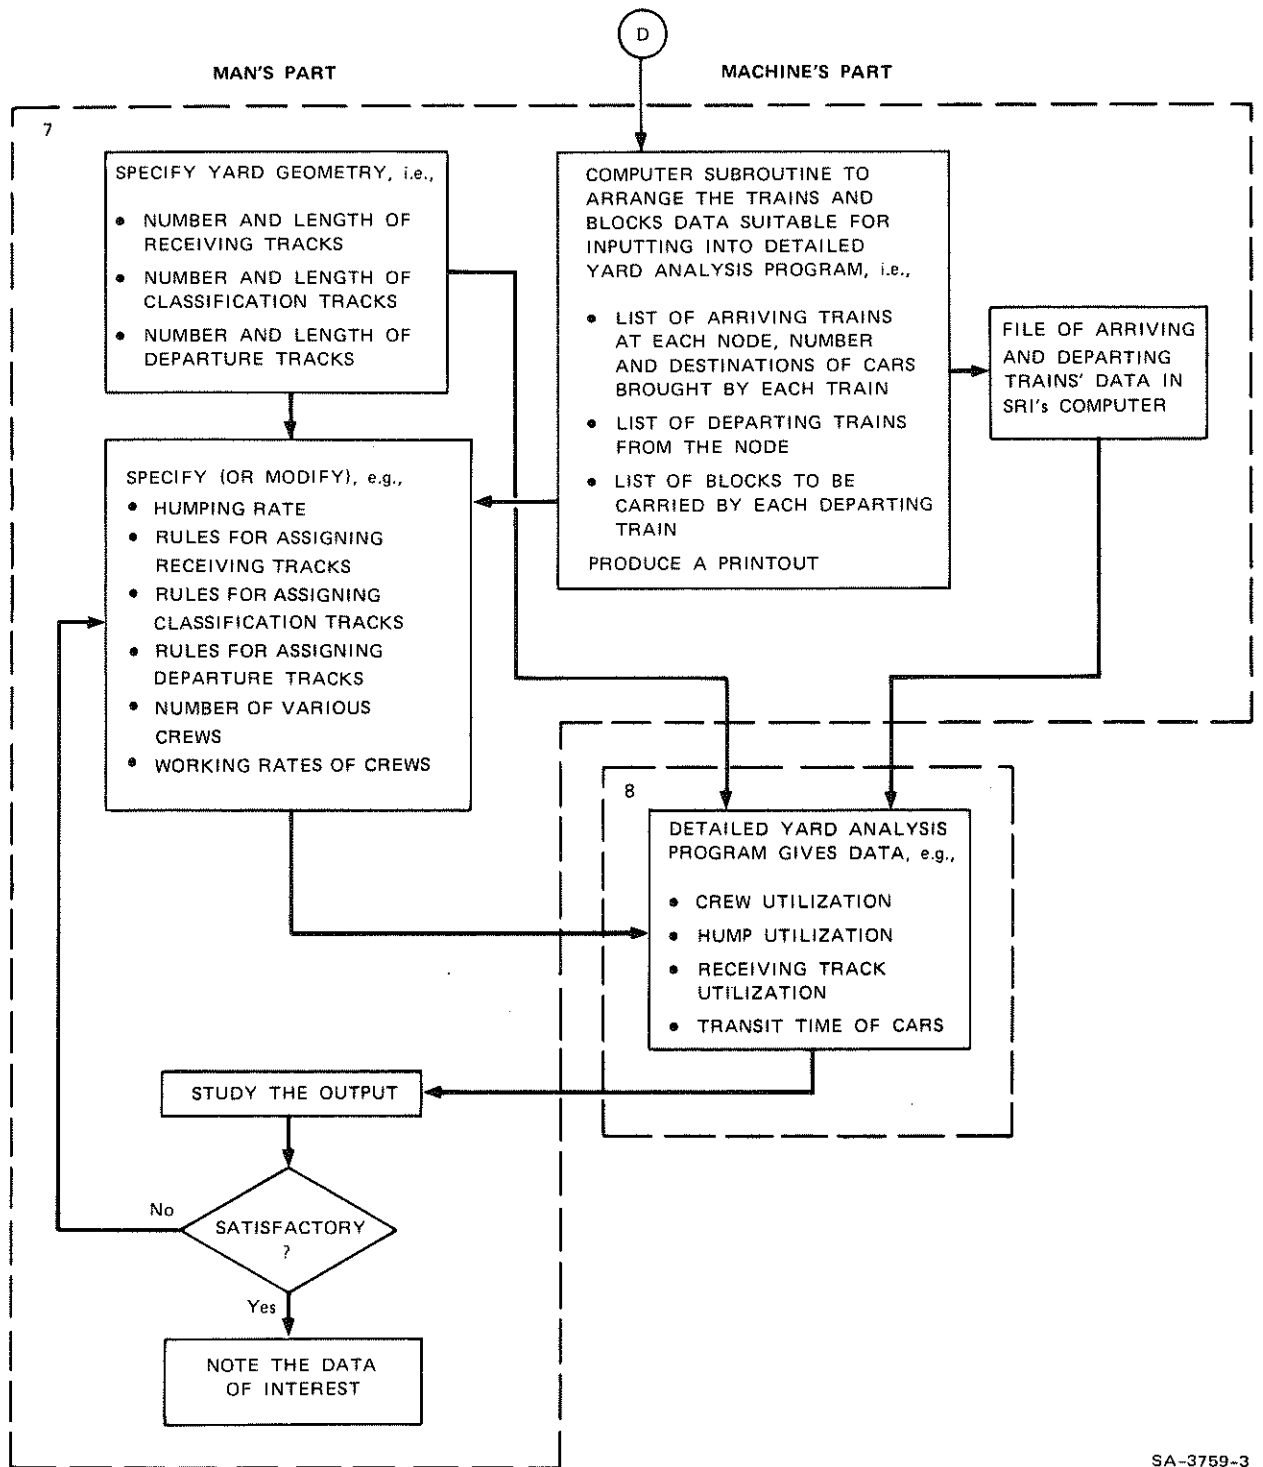 D
MAN'S PART
MACHINE'S PART
7
SPECIFY YARD GEOMETRY, i.e.,
• NUMBER AND LENGTH OF
RECEIVING TRACKS
• NUMBER AND LENGTH OF
CLASSIFICATION TRACKS
• NUMBER AND LENGTH OF
DEPARTURE TRACKS
COMPUTER SUBROUTINE TO
ARRANGE THE TRAINS AND
BLOCKS DATA SUITABLE FOR
INPUTTING INTO DETAILED
YARD ANALYSIS PROGRAM, i.e.,
• LIST OF ARRIVING TRAINS
AT EACH NODE, NUMBER
AND DESTINATIONS OF CARS
BROUGHT BY EACH TRAIN
• LIST OF DEPARTING TRAINS
FROM THE NODE
• LIST OF BLOCKS TO BE
CARRIED BY EACH DEPARTING
TRAIN
PRODUCE A PRINTOUT
FILE OF ARRIVING
AND DEPARTING
TRAINS' DATA IN
SRI's COMPUTER
SPECIFY (OR MODIFY), e.g.,
• HUMPING RATE
• RULES FOR ASSIGNING
RECEIVING TRACKS
• RULES FOR ASSIGNING
CLASSIFICATION TRACKS
• RULES FOR ASSIGNING
DEPARTURE TRACKS
• NUMBER OF VARIOUS
CREWS
• WORKING RATES OF CREWS
8
DETAILED YARD ANALYSIS
PROGRAM GIVES DATA, e.g.,
• CREW UTILIZATION
• HUMP UTILIZATION
• RECEIVING TRACK
UTILIZATION
• TRANSIT TIME OF CARS
STUDY THE OUTPUT
No
SATISFACTORY
?
Yes
NOTE THE DATA
OF INTEREST
SA-3759-3